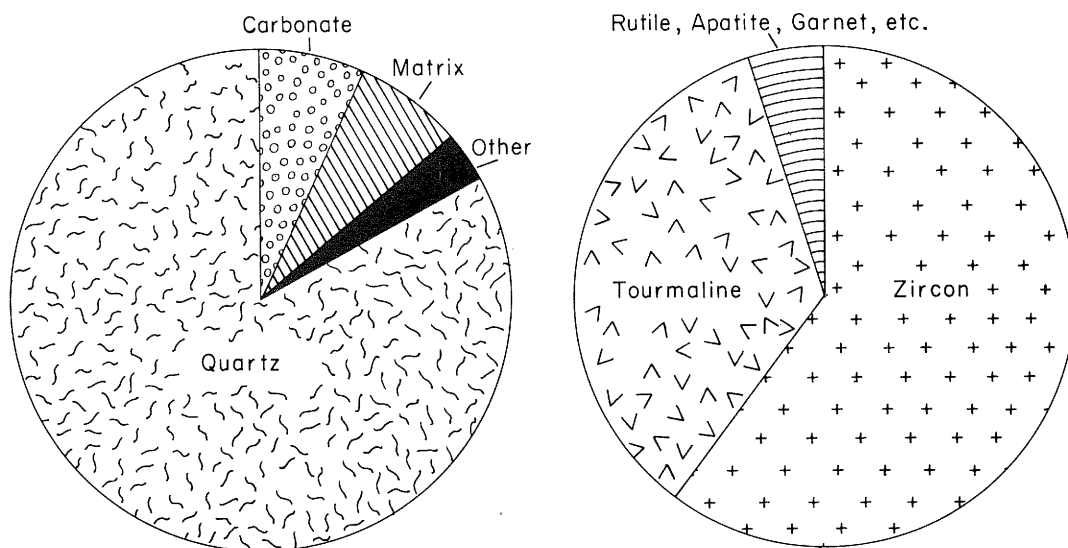 Carbonate
Matrix
Other
Quartz
Rutile, Apatite, Garnet, etc.
Tourmaline
Zircon